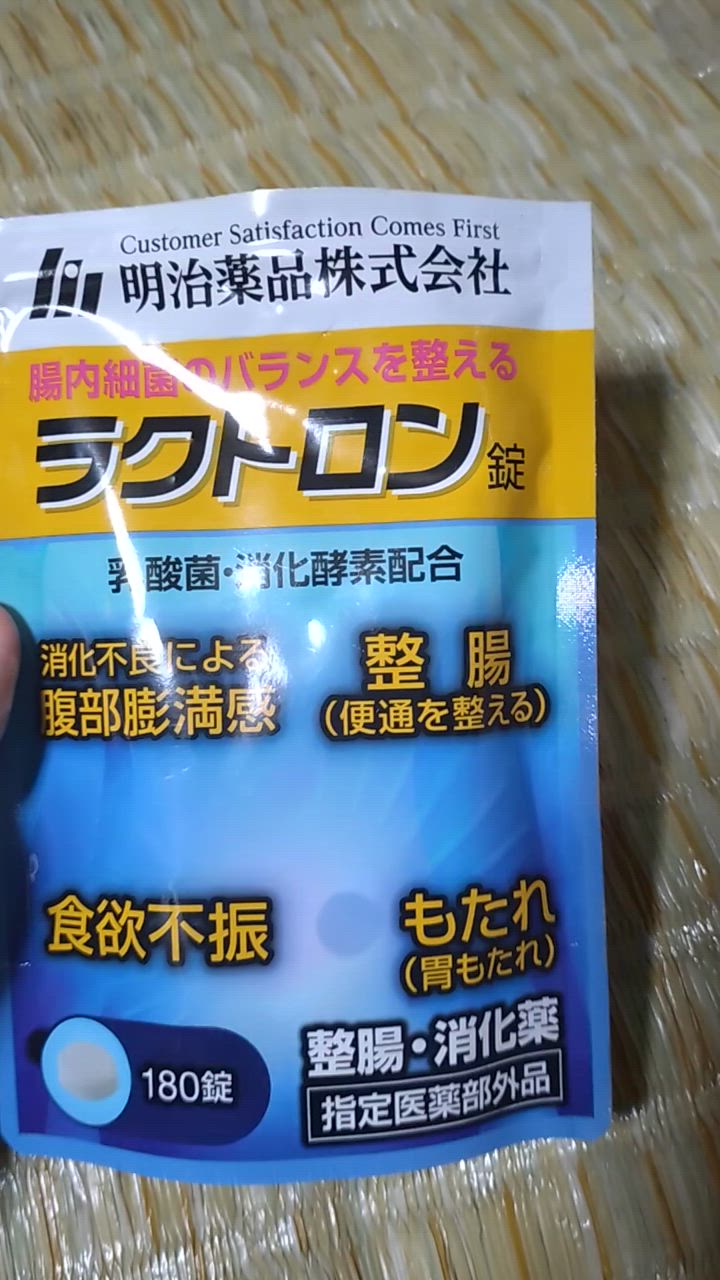 Customer Satisfaction Comes First
明治薬品株式会社
腸内細菌のバランスを整える
ラクトロン錠
乳酸菌・消化酵素配合
消化不良による
腹部膨満感
整腸
(便通を整える)
食欲不振
もたれ
(胃もたれ)
180錠
整腸・消化薬
指定医薬部外品